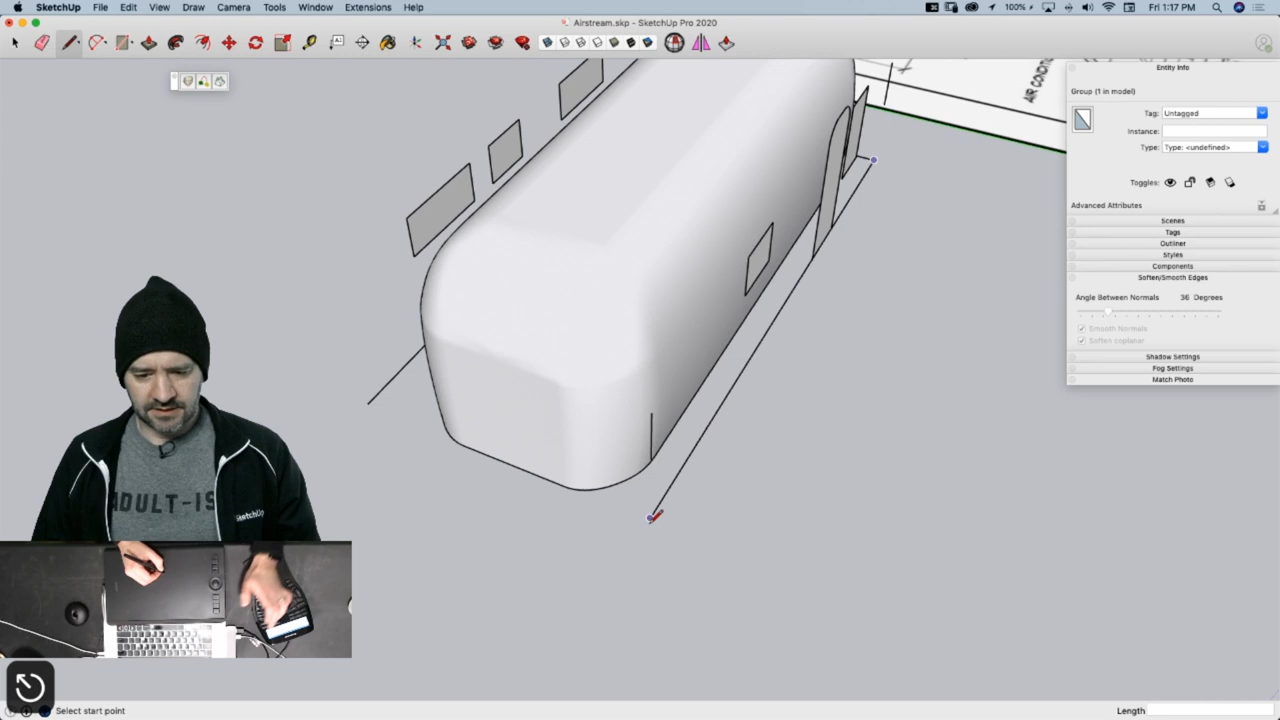 SketchUp File Edit View Draw Camera Tools Window Extensions Help
100% Fri 1:17 PM
Airstream.skp - SketchUp Pro 2020
AIR CONDIT
Entity Info
Group (1 in model)
Tag: Untagged
Instance:
Type: Type: <undefined>
Toggles:
Advanced Attributes
Scenes
Tags
Outliner
Styles
Components
Soften/Smooth Edges
Angle Between Normals 36 Degrees
Smooth Normals
Soften coplanar
Shadow Settings
Fog Settings
Match Photo
ADULT-IS
SketchUp
Select start point
Length